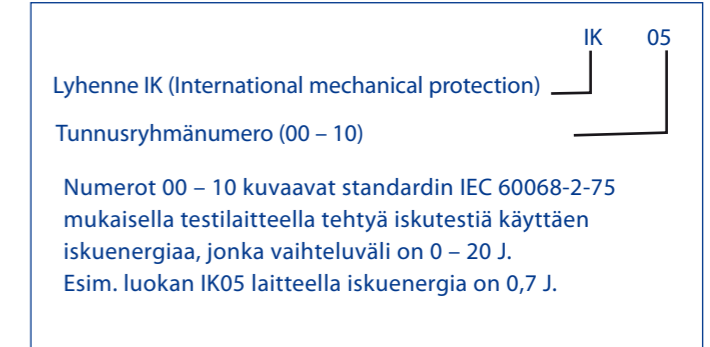 IK 05
Lyhenne IK (International mechanical protection)
Tunnusryhmänumero (00 – 10)
Numerot 00 – 10 kuvaavat standardin IEC 60068-2-75
mukaisella testilaitteella tehtyä iskutestiä käyttäen
iskuenergiaa, jonka vaihteluväli on 0 – 20 J.
Esim. luokan IK05 laitteella iskuenergia on 0,7 J.